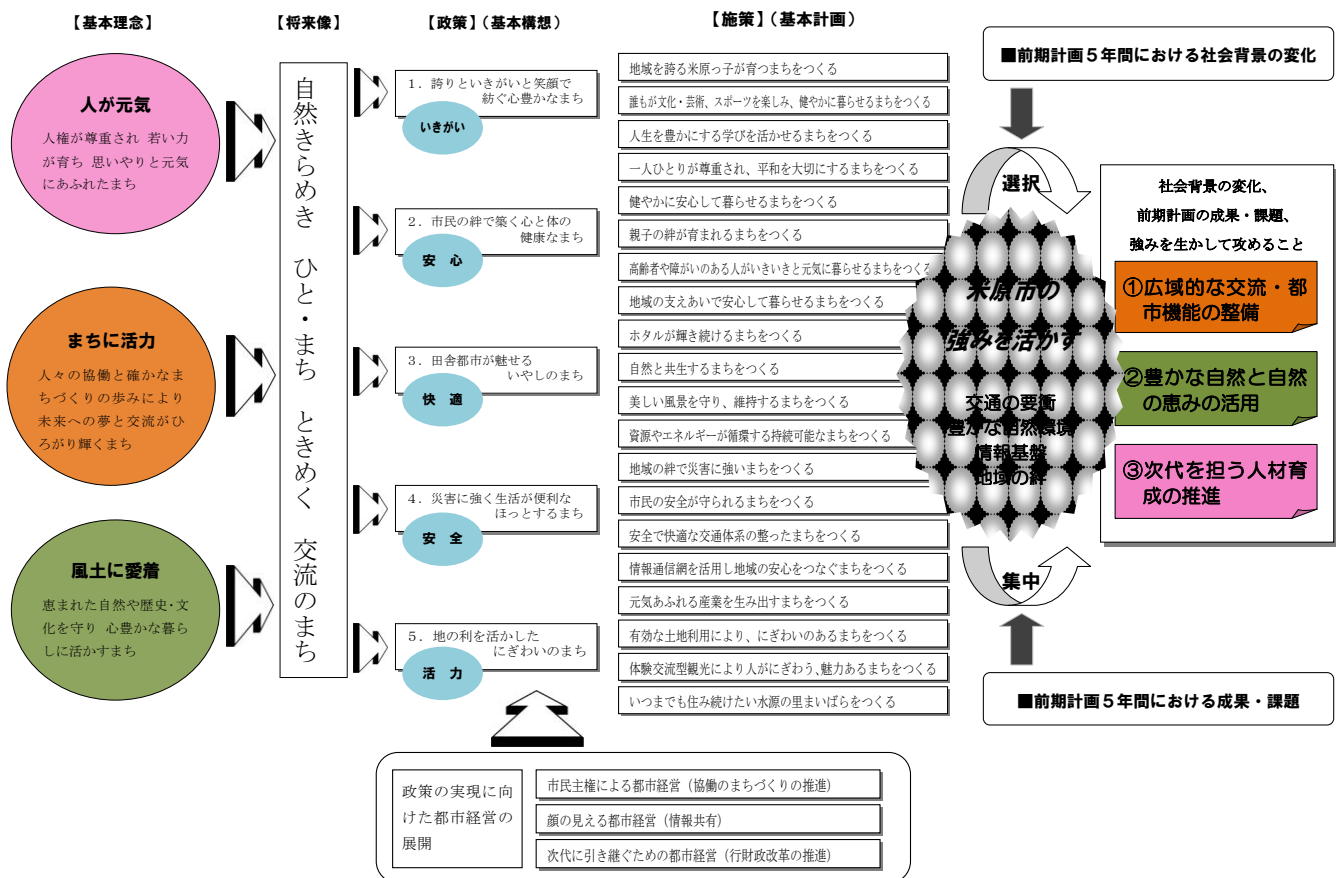 【基本理念】
【将来像】
【政策】(基本構想)
【施策】(基本計画)
人が元気
人権が尊重され 若い力
が育ち 思いやりと元気
にあふれたまち
まちに活力
人々の協働と確かなま
ちづくりの歩みにより
未来への夢と交流がひ
ろがり輝くまち
風土に愛着
恵まれた自然や歴史・文
化を守り 心豊かな暮ら
しに活かすまち
自然きらめき ひと・まち ときめく 交流のまち
1．誇りといきがいと笑顔で
紡ぐ心豊かなまち
いきがい
2．市民の絆で築く心と体の
健康なまち
安 心
3．田舎都市が魅せる
いやしのまち
快 適
4．災害に強く生活が便利な
ほっとするまち
安 全
5．地の利を活かした
にぎわいのまち
活 力
地域を誇る米原っ子が育つまちをつくる
誰もが文化・芸術、スポーツを楽しみ、健やかに暮らせるまちをつくる
人生を豊かにする学びを活かせるまちをつくる
一人ひとりが尊重され、平和を大切にするまちをつくる
健やかに安心して暮らせるまちをつくる
親子の絆が育まれるまちをつくる
高齢者や障がいのある人がいきいきと元気に暮らせるまちをつくる
地域の支えあいで安心して暮らせるまちをつくる
ホタルが輝き続けるまちをつくる
自然と共生するまちをつくる
美しい風景を守り、維持するまちをつくる
資源やエネルギーが循環する持続可能なまちをつくる
地域の絆で災害に強いまちをつくる
市民の安全が守られるまちをつくる
安全で快適な交通体系の整ったまちをつくる
情報通信網を活用し地域の安心をつなぐまちをつくる
元気あふれる産業を生み出すまちをつくる
有効な土地利用により、にぎわいのあるまちをつくる
体験交流型観光により人がにぎわう、魅力あるまちをつくる
いつまでも住み続けたい水源の里まいばらをつくる
■前期計画５年間における社会背景の変化
選択
米原市の
強みを活かす
交通の要衝
豊かな自然環境
情報基盤
地域の絆
集中
■前期計画５年間における成果・課題
社会背景の変化、
前期計画の成果・課題、
強みを生かして攻めること
①広域的な交流・都
市機能の整備
②豊かな自然と自然
の恵みの活用
③次代を担う人材育
成の推進
政策の実現に向
けた都市経営の
展開
市民主権による都市経営（協働のまちづくりの推進）
顔の見える都市経営（情報共有）
次代に引き継ぐための都市経営（行財政改革の推進）